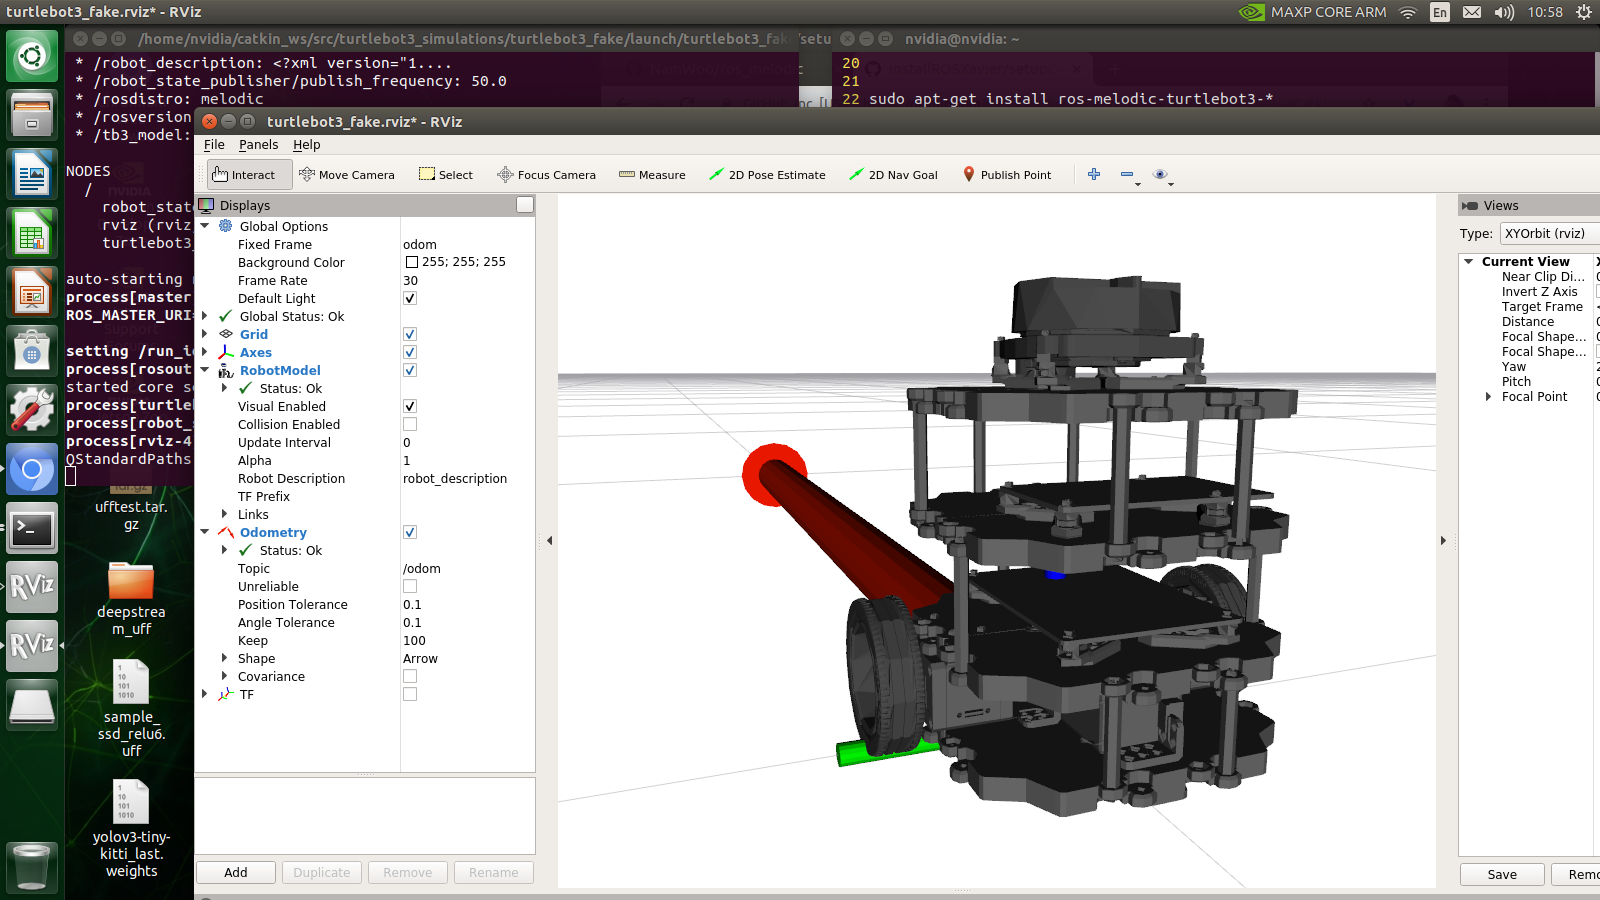 turtlebot3_fake.rviz* - RViz
MAXP CORE ARM
En
10:58
/home/nvidia/catkin_ws/src/turtlebot3_simulations/turtlebot3_fake/launch/turtlebot3_fake
/setu
nvidia@nvidia: ~
* /robot_description: <?xml version="1....
* /robot_state_publisher/publish_frequency: 50.0
* /rosdistro: melodic
* /rosversion
* /tb3_model:
20
21
22 sudo apt-get install ros-melodic-turtlebot3-*
NODES
/
robot_stat
rviz (rviz
turtlebot3_
auto-starting
process[master
ROS_MASTER_URI
setting /run_i
process[rosout
started core s
process[turtle
process[robot_
process[rviz-4
QStandardPaths
ufftest.tar.
gz
deepstrea
m_uff
sample_
ssd_relu6.
uff
yolov3-tiny-
kitti_last.
weights
RViz
RViz
turtlebot3_fake.rviz* - RViz
File Panels Help
Interact Move Camera Select Focus Camera Measure 2D Pose Estimate 2D Nav Goal Publish Point
Displays
Global Options
Fixed Frame odom
Background Color 255; 255; 255
Frame Rate 30
Default Light
Global Status: Ok
Grid
Axes
RobotModel
Status: Ok
Visual Enabled
Collision Enabled
Update Interval 0
Alpha 1
Robot Description robot_description
TF Prefix
Links
Odometry
Status: Ok
Topic /odom
Unreliable
Position Tolerance 0.1
Angle Tolerance 0.1
Keep 100
Shape Arrow
Covariance
TF
Add Duplicate Remove Rename
Views
Type: XYOrbit (rviz)
Current View
Near Clip Di...
Invert Z Axis
Target Frame
Distance
Focal Shape...
Focal Shape...
Yaw
Pitch
Focal Point
Save Remo